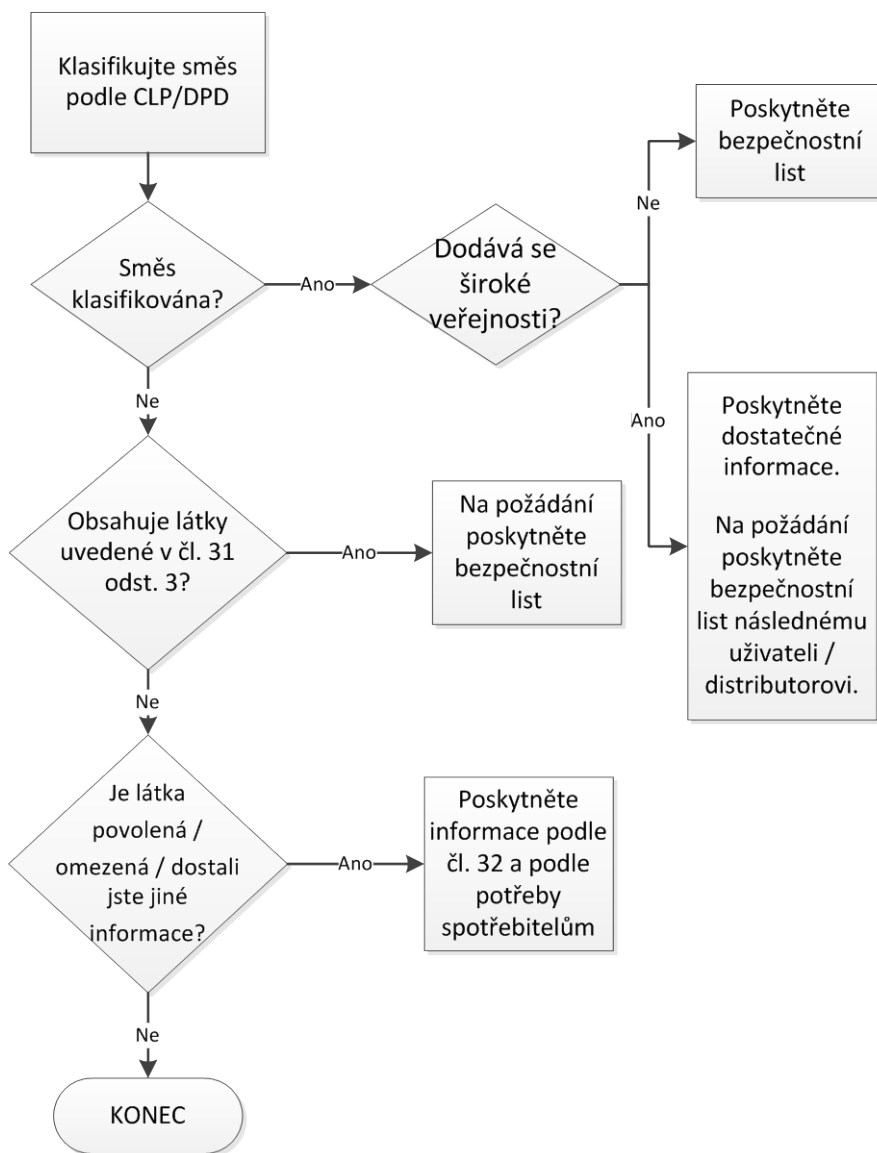 Klasifikujte směs
podle CLP/DPD
Poskytněte
bezpečnostní
list
Ne
Směs
klasifikována?
Ano
Dodává se
široké
veřejnosti?
Ne
Ano
Poskytněte
dostatečné
informace.
Na požádání
poskytněte
bezpečnostní
list následnému
uživateli /
distributorovi.
Obsahuje látky
uvedené v čl. 31
odst. 3?
Ano
Na požádání
poskytněte
bezpečnostní
list
Ne
Je látka
povolená /
omezená / dostali
jste jiné
informace?
Ano
Poskytněte
informace podle
čl. 32 a podle
potřeby
spotřebitelům
Ne
KONEC